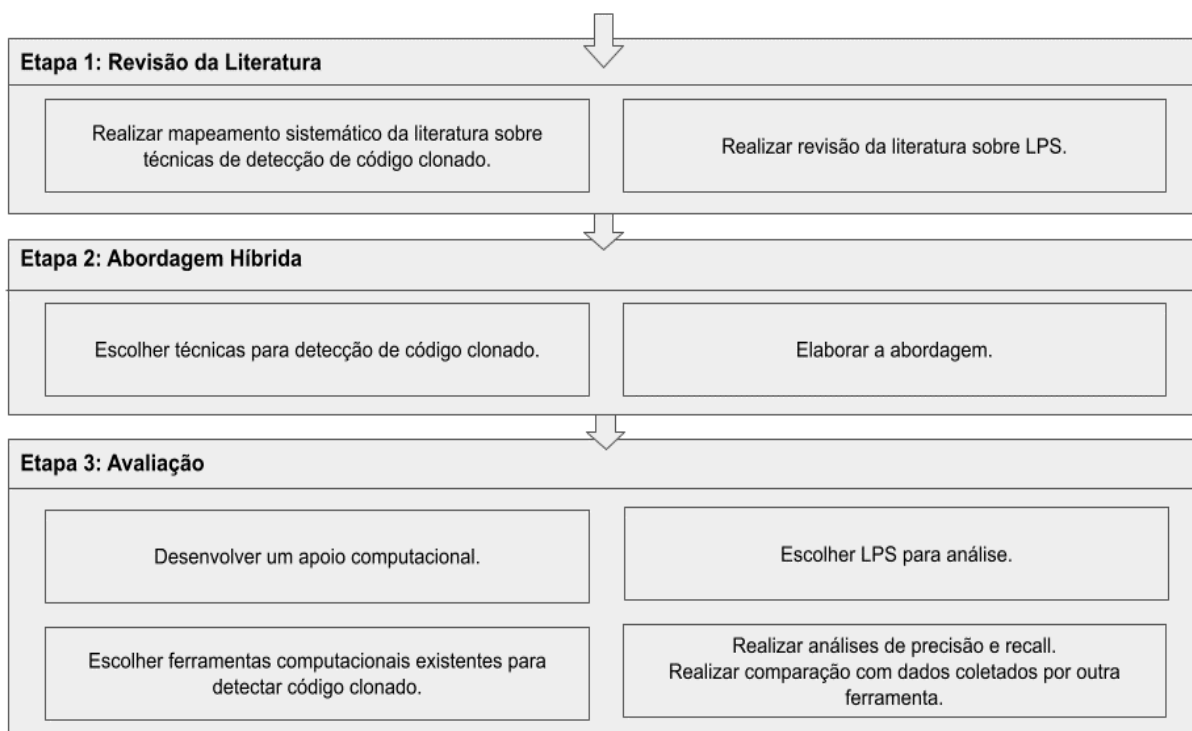 Etapa 1: Revisão da Literatura
Realizar mapeamento sistemático da literatura sobre
técnicas de detecção de código clonado.
Realizar revisão da literatura sobre LPS.
Etapa 2: Abordagem Híbrida
Escolher técnicas para detecção de código clonado.
Elaborar a abordagem.
Etapa 3: Avaliação
Desenvolver um apoio computacional.
Escolher LPS para análise.
Escolher ferramentas computacionais existentes para
detectar código clonado.
Realizar análises de precisão e recall.
Realizar comparação com dados coletados por outra
ferramenta.